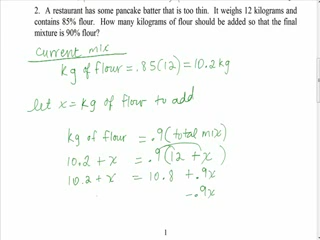 2. A restaurant has some pancake batter that is too thin. It weighs 12 kilograms and
contains 85% flour. How many kilograms of flour should be added so that the final
mixture is 90% flour?
current mix
Kg of flour = .85(12) = 10.2 kg
let x = kg of flour to add
kg of flour = .9(total mix)
10.2 + x = .9(12 + x)
10.2 + x = 10.8 + .9x
- .9x
1